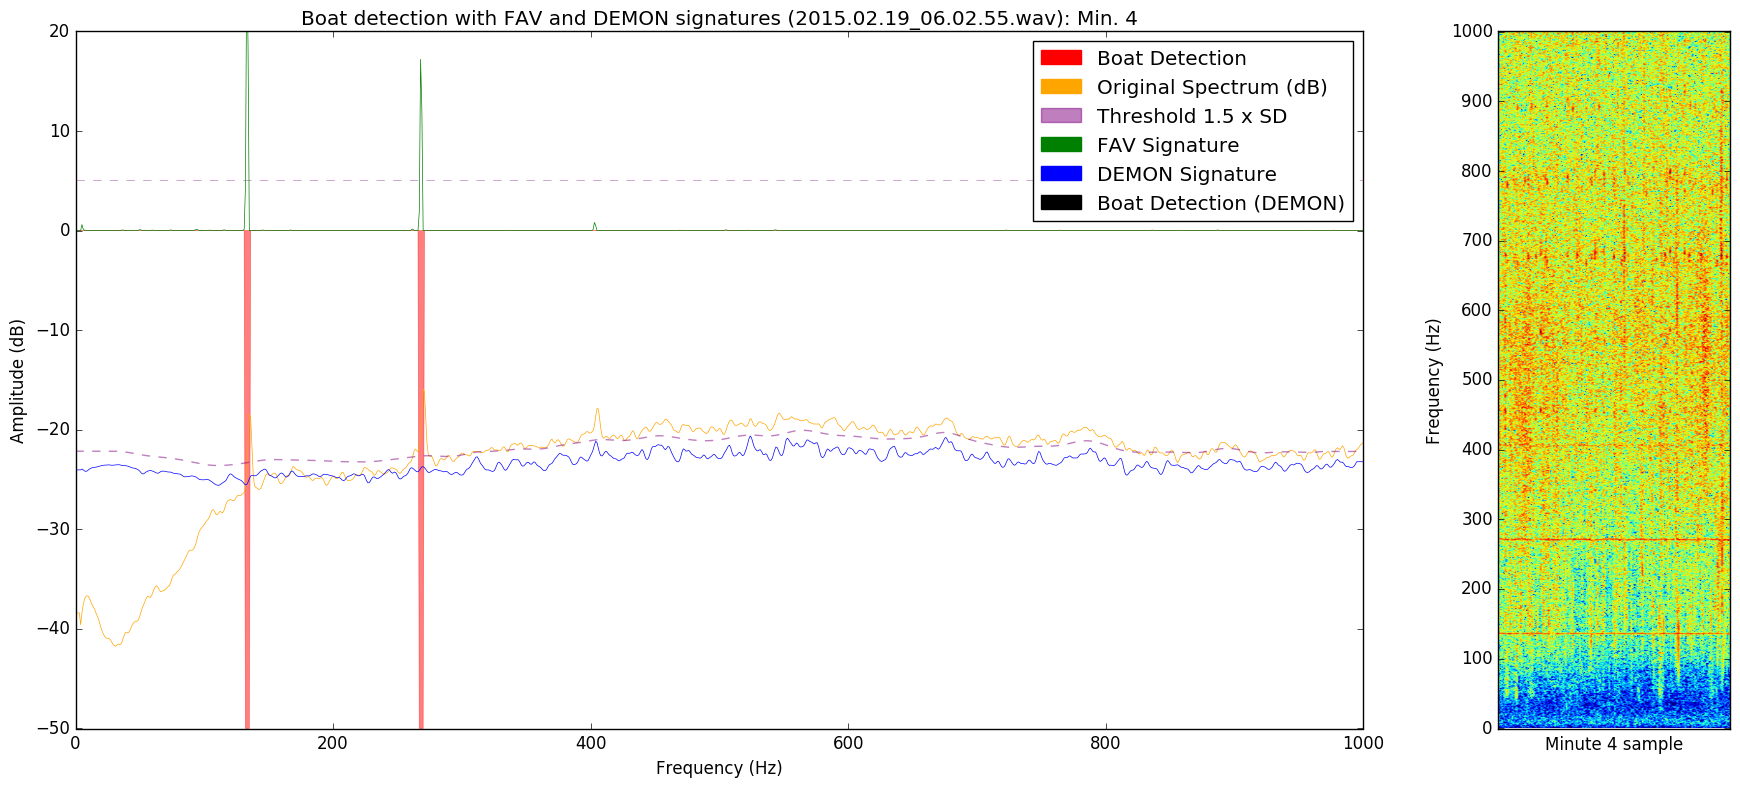 Boat detection with FAV and DEMON signatures (2015.02.19_06.02.55.wav): Min. 4
Boat Detection
Original Spectrum (dB)
Threshold 1.5 x SD
FAV Signature
DEMON Signature
Boat Detection (DEMON)
Amplitude (dB)
20
10
0
−10
−20
−30
−40
−50
0
200
400
600
800
1000
Frequency (Hz)
Frequency (Hz)
1000
900
800
700
600
500
400
300
200
100
0
Minute 4 sample